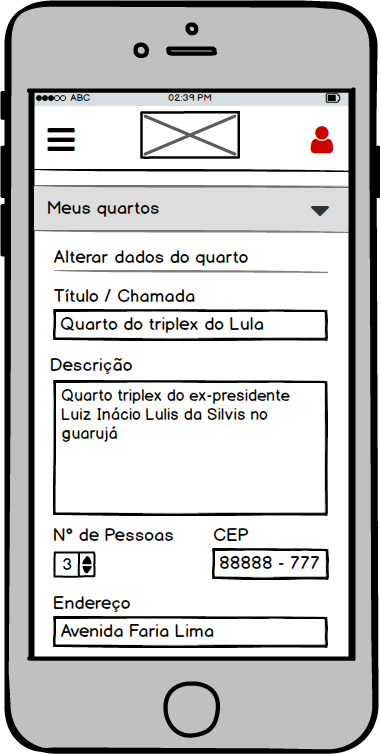 ABC 02:39 PM
Meus quartos
Alterar dados do quarto
Título / Chamada
Quarto do triplex do Lula
Descrição
Quarto triplex do ex-presidente
Luiz Inácio Lulis da Silvis no
guarujá
Nº de Pessoas CEP
3 88888 - 777
Endereço
Avenida Faria Lima